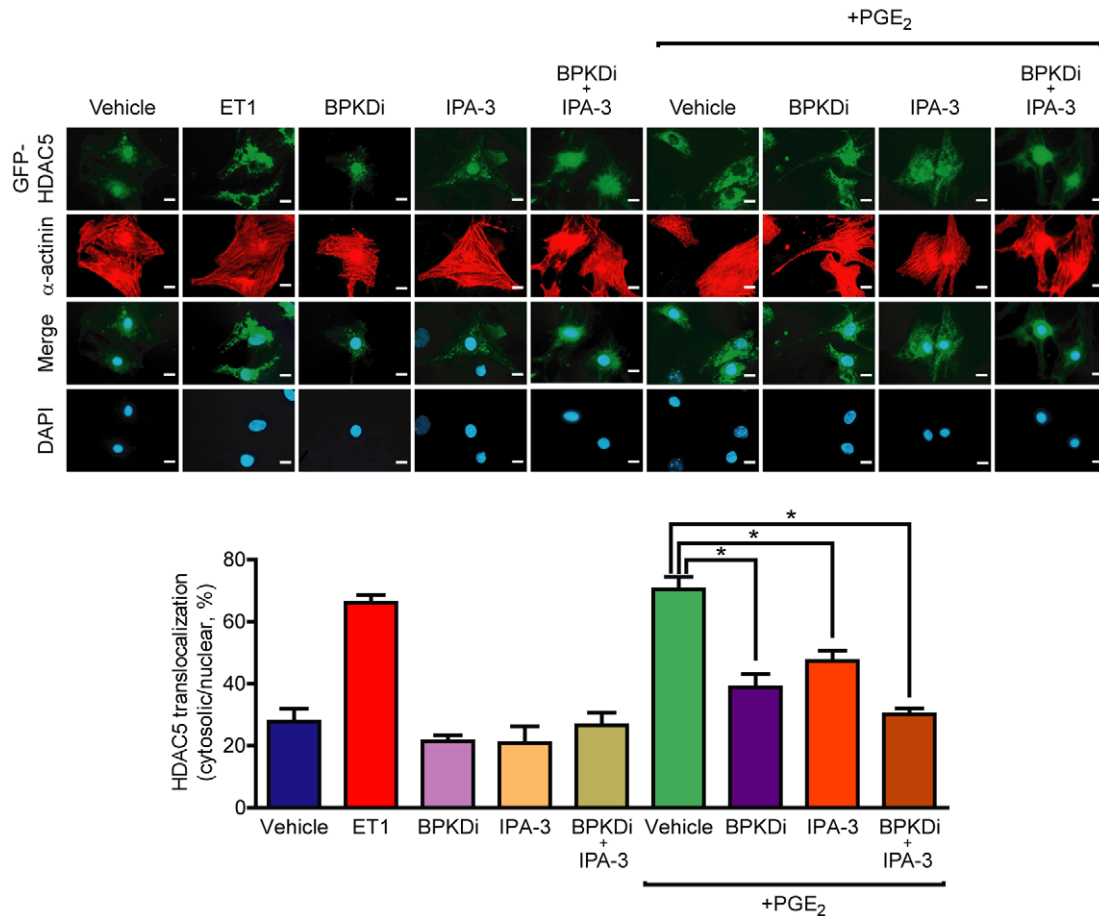 +PGE₂
Vehicle ET1 BPKDi IPA-3 BPKDi + IPA-3 Vehicle BPKDi IPA-3 BPKDi + IPA-3
GFP-HDAC5
α-actinin
Merge
DAPI
HDAC5 translocalization
(cytosolic/nuclear, %)
80
60
40
20
0
* * *
Vehicle ET1 BPKDi IPA-3 BPKDi + IPA-3 Vehicle BPKDi IPA-3 BPKDi + IPA-3
+PGE₂